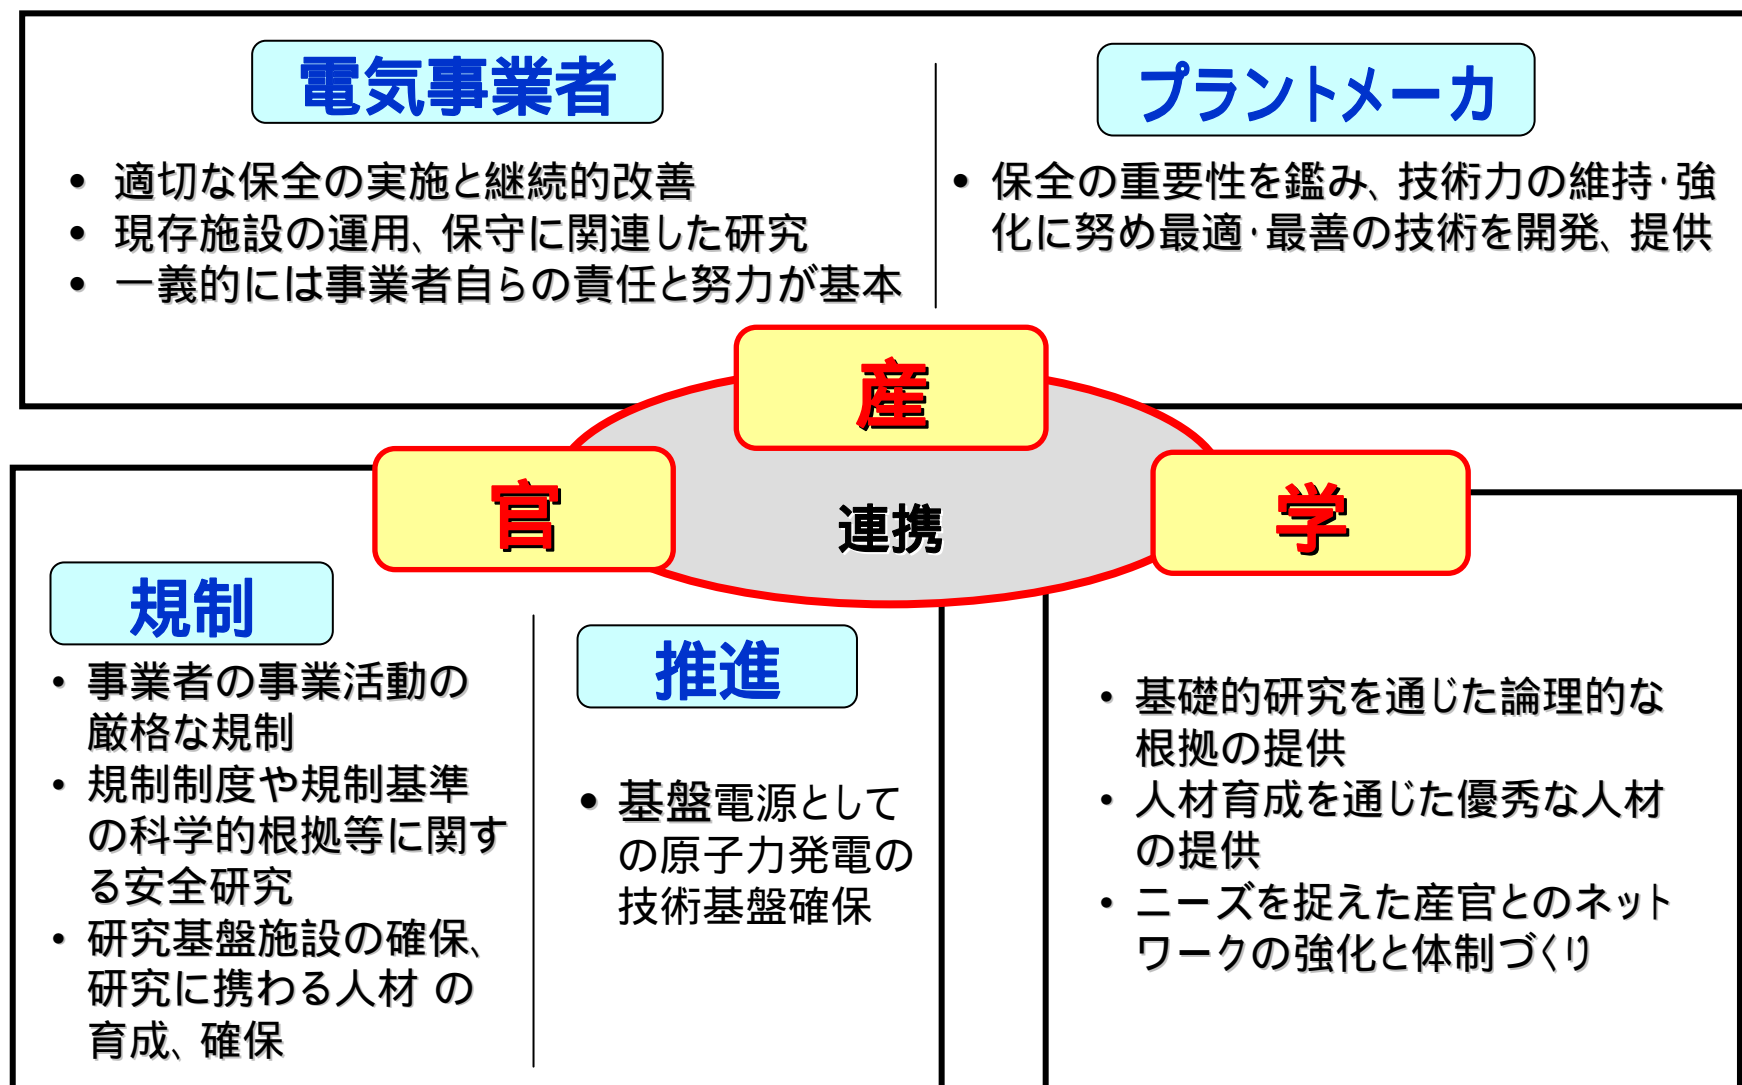 電気事業者
• 適切な保全の実施と継続的改善
• 現存施設の運用、保守に関連した研究
• 一義的には事業者自らの責任と努力が基本
プラントメーカ
• 保全の重要性を鑑み、技術力の維持・強
化に努め最適・最善の技術を開発、提供
産
官
連携
学
規制
• 事業者の事業活動の
厳格な規制
• 規制制度や規制基準
の科学的根拠等に関す
る安全研究
• 研究基盤施設の確保、
研究に携わる人材 の
育成、確保
推進
• 基盤電源として
の原子力発電の
技術基盤確保
• 基礎的研究を通じた論理的な
根拠の提供
• 人材育成を通じた優秀な人材
の提供
• ニーズを捉えた産官とのネット
ワークの強化と体制づくり